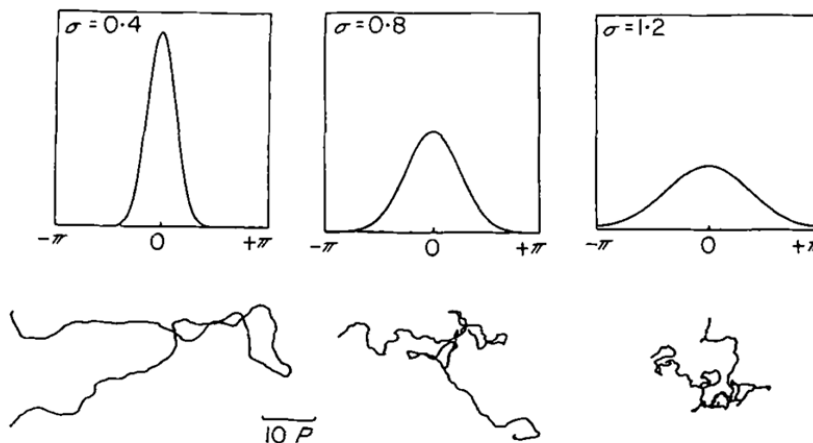 σ = 0·4
σ = 0·8
σ = 1·2
-π 0 +π
-π 0 +π
-π 0 +π
10 P